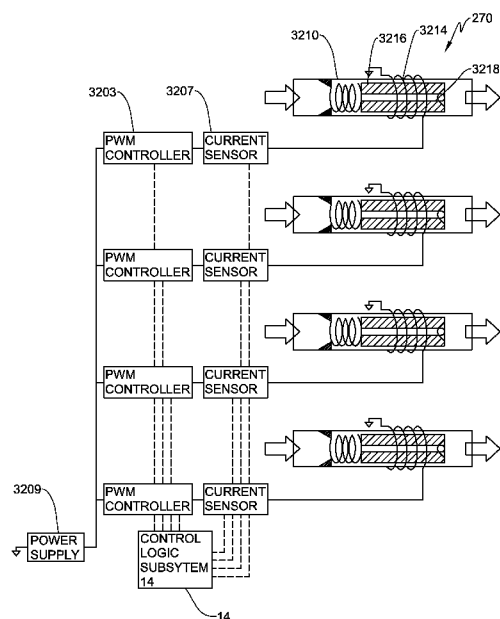 270
3210
3216
3214
3218
3203
3207
PWM
CONTROLLER
CURRENT
SENSOR
PWM
CONTROLLER
CURRENT
SENSOR
PWM
CONTROLLER
CURRENT
SENSOR
PWM
CONTROLLER
CURRENT
SENSOR
3209
POWER
SUPPLY
CONTROL
LOGIC
SUBSYTEM
14
14